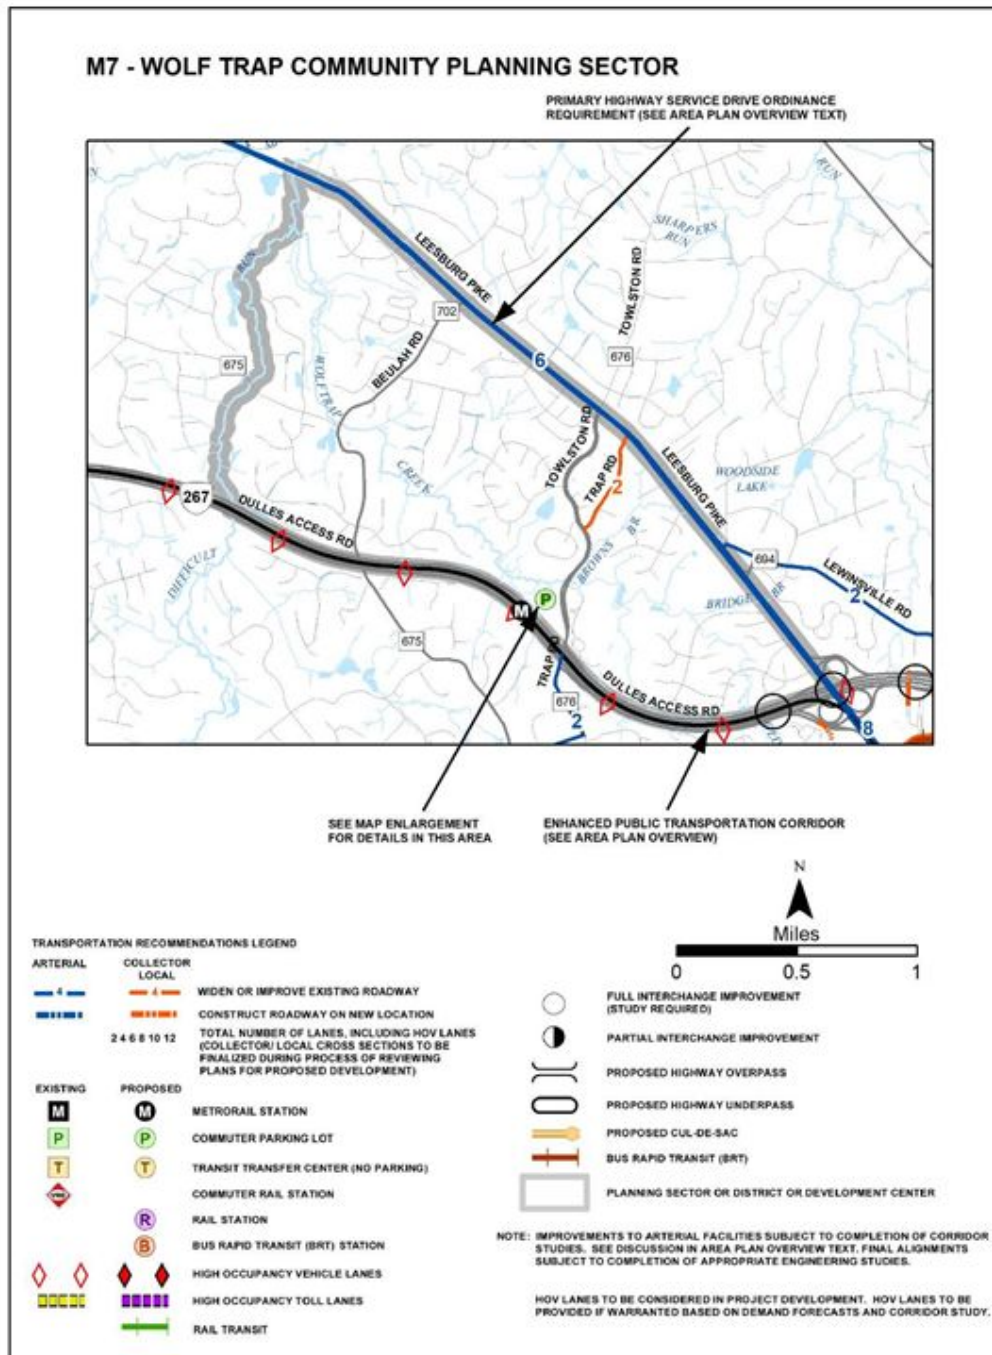 M7 - WOLF TRAP COMMUNITY PLANNING SECTOR
PRIMARY HIGHWAY SERVICE DRIVE ORDINANCE
REQUIREMENT (SEE AREA PLAN OVERVIEW TEXT)
RUN
SHARPERS
RUN
LEESBURG PIKE
TOWLSTON RD
RUN
702
676
6
675
WOLFTRAP
BEULAH RD
TOWLSTON RD
TRAP RD
2
LEESBURG PIKE
WOODSIDE
LAKE
CREEK
267
DULLES ACCESS RD
BROWNS BR
694
LEWINSVILLE RD
2
DIFFICULT
BRIDGE BR
P
M
675
TRAP RD
676
2
DULLES ACCESS RD
8
SEE MAP ENLARGEMENT
FOR DETAILS IN THIS AREA
ENHANCED PUBLIC TRANSPORTATION CORRIDOR
(SEE AREA PLAN OVERVIEW)
N
Miles
0 0.5 1
TRANSPORTATION RECOMMENDATIONS LEGEND
ARTERIAL COLLECTOR
LOCAL
4 4 WIDEN OR IMPROVE EXISTING ROADWAY
CONSTRUCT ROADWAY ON NEW LOCATION
2 4 6 8 10 12 TOTAL NUMBER OF LANES, INCLUDING HOV LANES
(COLLECTOR/ LOCAL CROSS SECTIONS TO BE
FINALIZED DURING PROCESS OF REVIEWING
PLANS FOR PROPOSED DEVELOPMENT)
EXISTING PROPOSED
M M METRORAIL STATION
P P COMMUTER PARKING LOT
T T TRANSIT TRANSFER CENTER (NO PARKING)
VRE COMMUTER RAIL STATION
R RAIL STATION
B BUS RAPID TRANSIT (BRT) STATION
HIGH OCCUPANCY VEHICLE LANES
HIGH OCCUPANCY TOLL LANES
RAIL TRANSIT
FULL INTERCHANGE IMPROVEMENT
(STUDY REQUIRED)
PARTIAL INTERCHANGE IMPROVEMENT
PROPOSED HIGHWAY OVERPASS
PROPOSED HIGHWAY UNDERPASS
PROPOSED CUL-DE-SAC
BUS RAPID TRANSIT (BRT)
PLANNING SECTOR OR DISTRICT OR DEVELOPMENT CENTER
NOTE: IMPROVEMENTS TO ARTERIAL FACILITIES SUBJECT TO COMPLETION OF CORRIDOR
STUDIES. SEE DISCUSSION IN AREA PLAN OVERVIEW TEXT. FINAL ALIGNMENTS
SUBJECT TO COMPLETION OF APPROPRIATE ENGINEERING STUDIES.
HOV LANES TO BE CONSIDERED IN PROJECT DEVELOPMENT. HOV LANES TO BE
PROVIDED IF WARRANTED BASED ON DEMAND FORECASTS AND CORRIDOR STUDY.